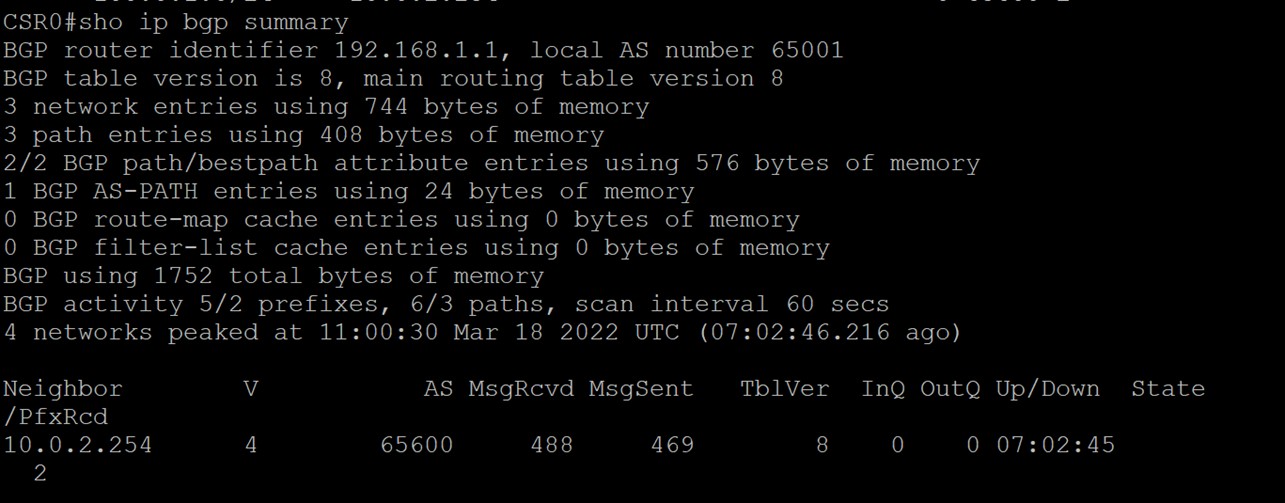 CSR0#sho ip bgp summary
BGP router identifier 192.168.1.1, local AS number 65001
BGP table version is 8, main routing table version 8
3 network entries using 744 bytes of memory
3 path entries using 408 bytes of memory
2/2 BGP path/bestpath attribute entries using 576 bytes of memory
1 BGP AS-PATH entries using 24 bytes of memory
0 BGP route-map cache entries using 0 bytes of memory
0 BGP filter-list cache entries using 0 bytes of memory
BGP using 1752 total bytes of memory
BGP activity 5/2 prefixes, 6/3 paths, scan interval 60 secs
4 networks peaked at 11:00:30 Mar 18 2022 UTC (07:02:46.216 ago)
Neighbor        V           AS MsgRcvd MsgSent   TblVer  InQ OutQ Up/Down  State
/PfxRcd
10.0.2.254      4        65600     488     469        8    0    0 07:02:45
  2